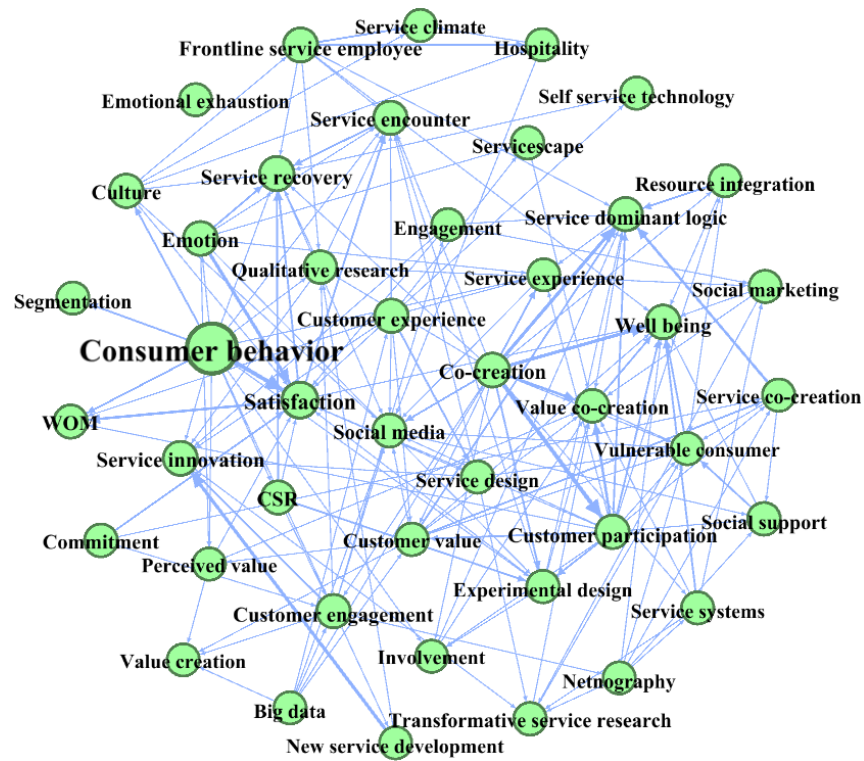 Service climate
Frontline service employee
Hospitality
Emotional exhaustion
Self service technology
Service encounter
Servicescape
Culture
Service recovery
Resource integration
Engagement
Service dominant logic
Emotion
Qualitative research
Service experience
Segmentation
Social marketing
Customer experience
Well being
Consumer behavior
Co-creation
Satisfaction
Value co-creation
Service co-creation
WOM
Social media
Service innovation
Vulnerable consumer
Service design
CSR
Commitment
Customer value
Customer participation
Social support
Perceived value
Experimental design
Customer engagement
Service systems
Value creation
Involvement
Netnography
Big data
Transformative service research
New service development